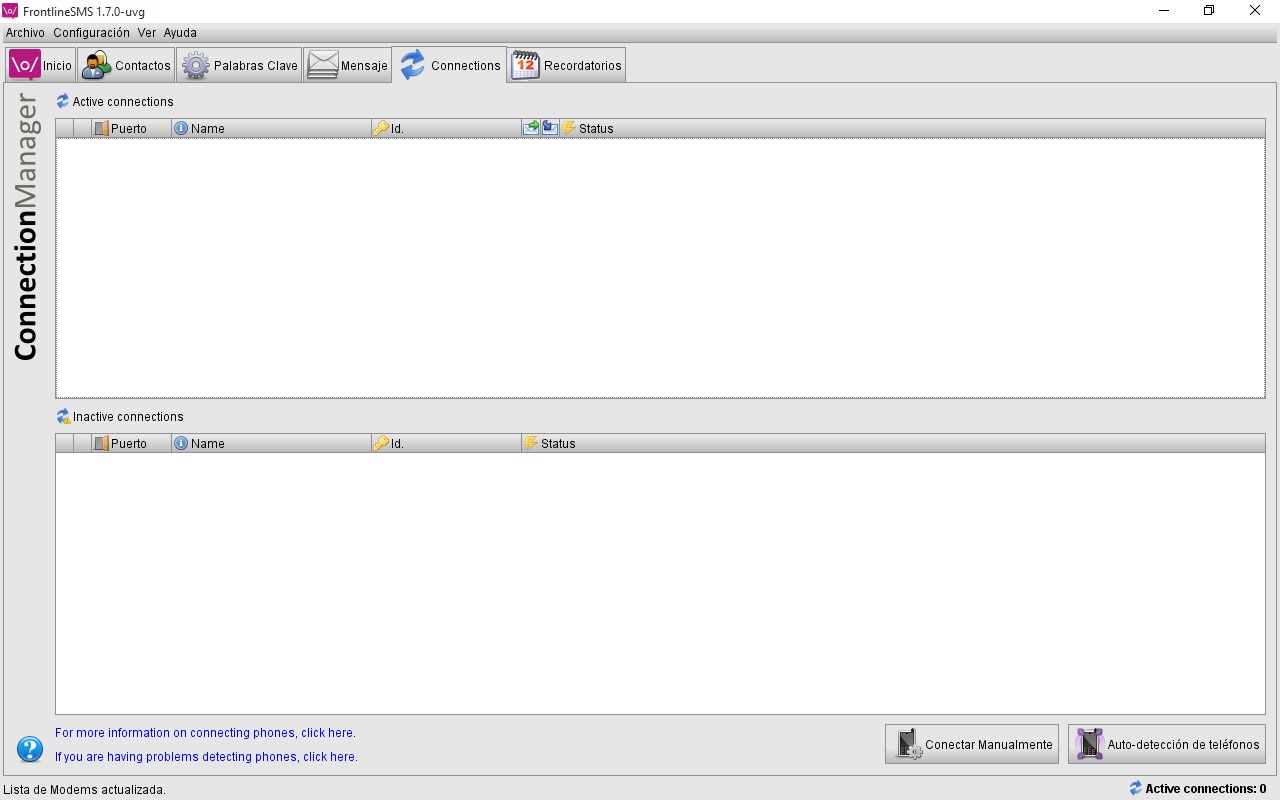 FrontlineSMS 1.7.0-uvg
Archivo Configuración Ver Ayuda
\o/ Inicio Contactos Palabras Clave Mensaje Connections 12 Recordatorios
ConnectionManager
Active connections
Puerto Name Id. Status
Inactive connections
Puerto Name Id. Status
For more information on connecting phones, click here.
If you are having problems detecting phones, click here.
Conectar Manualmente Auto-detección de teléfonos
Lista de Modems actualizada. Active connections: 0